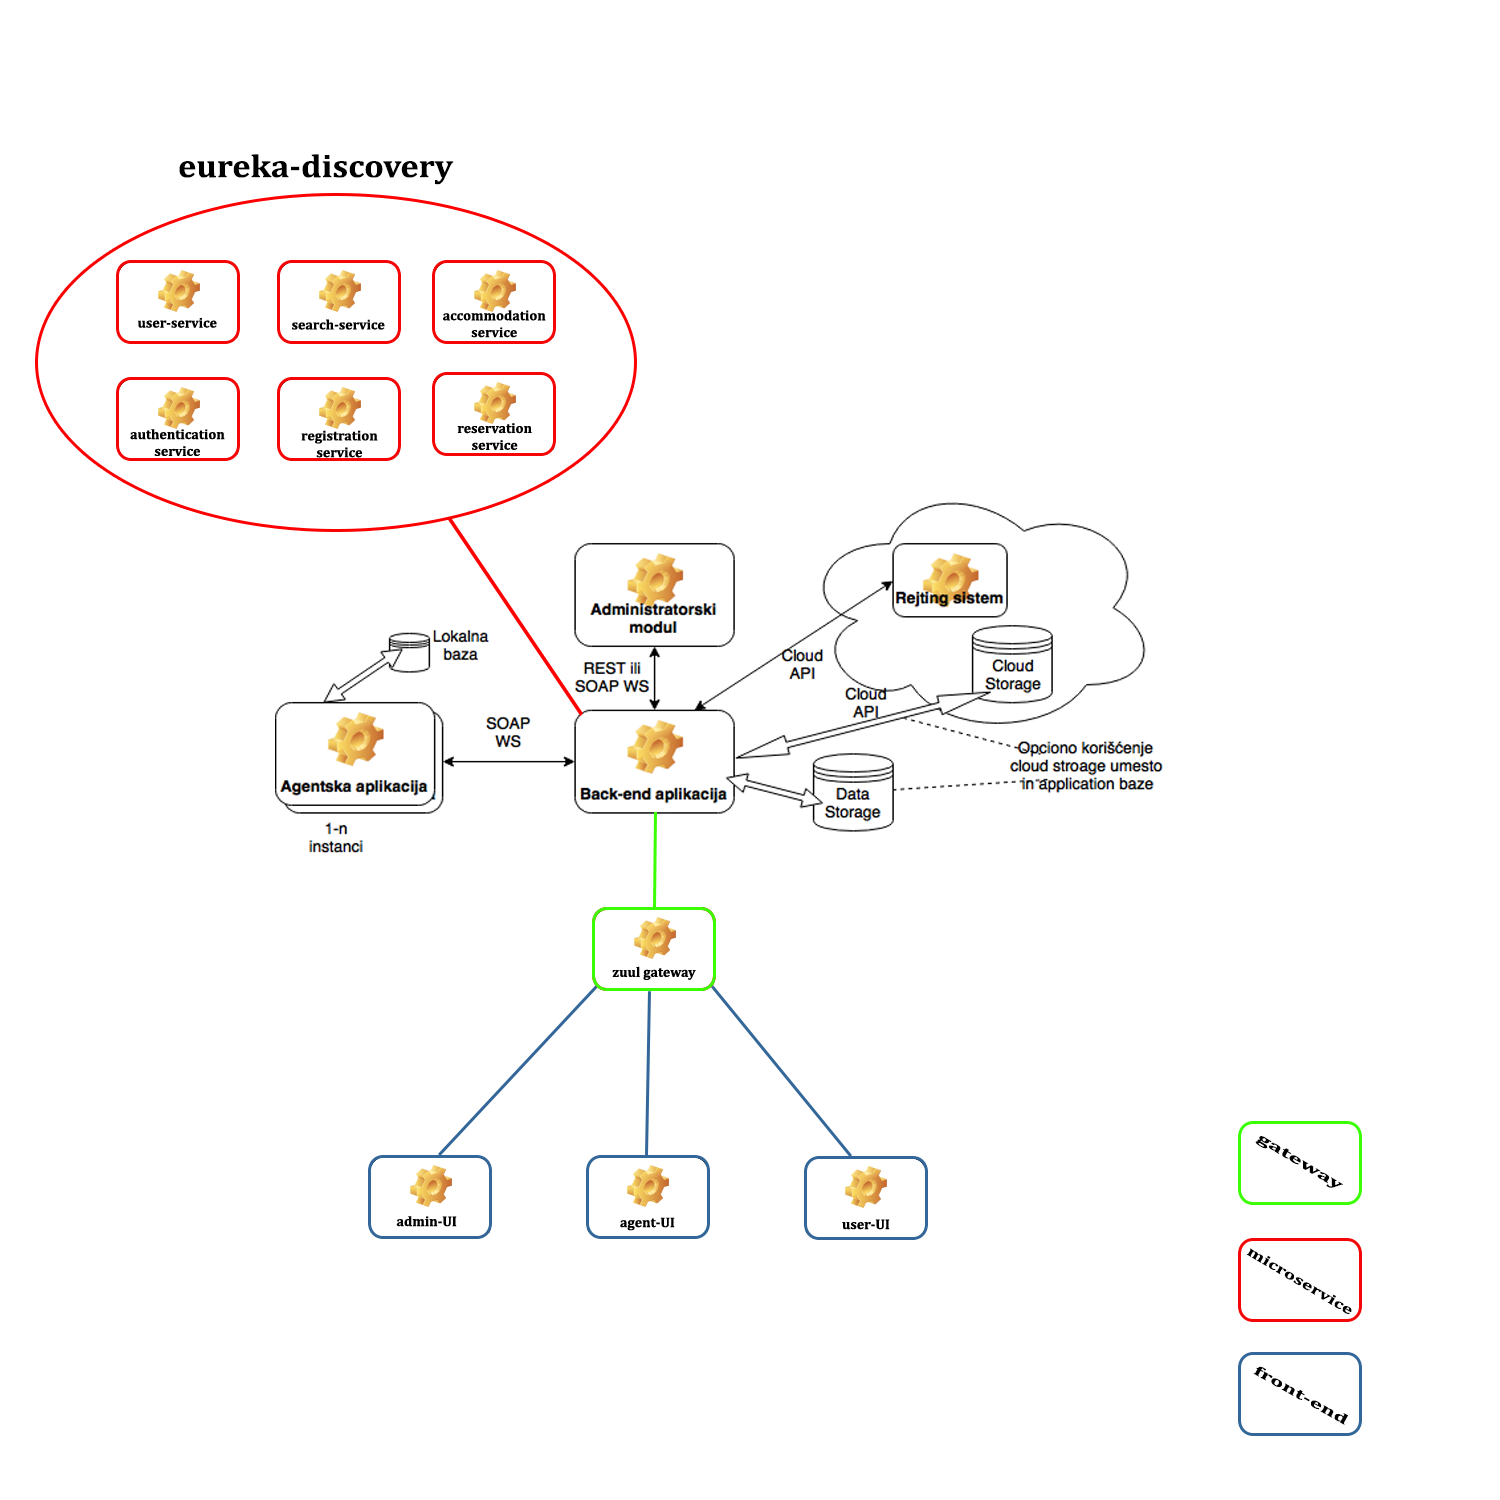 eureka-discovery
user-service
search-service
accommodation
service
authentication
service
registration
service
reservation
service
Administratorski
modul
Rejting sistem
Lokalna
baza
REST ili
SOAP WS
Cloud
API
Cloud
Storage
Cloud
API
SOAP
WS
Agentska aplikacija
Back-end aplikacija
Data
Storage
Opciono korišćenje
cloud stroage umesto
in application baze
1-n
instanci
zuul gateway
admin-UI
agent-UI
user-UI
gateway
microservice
front-end